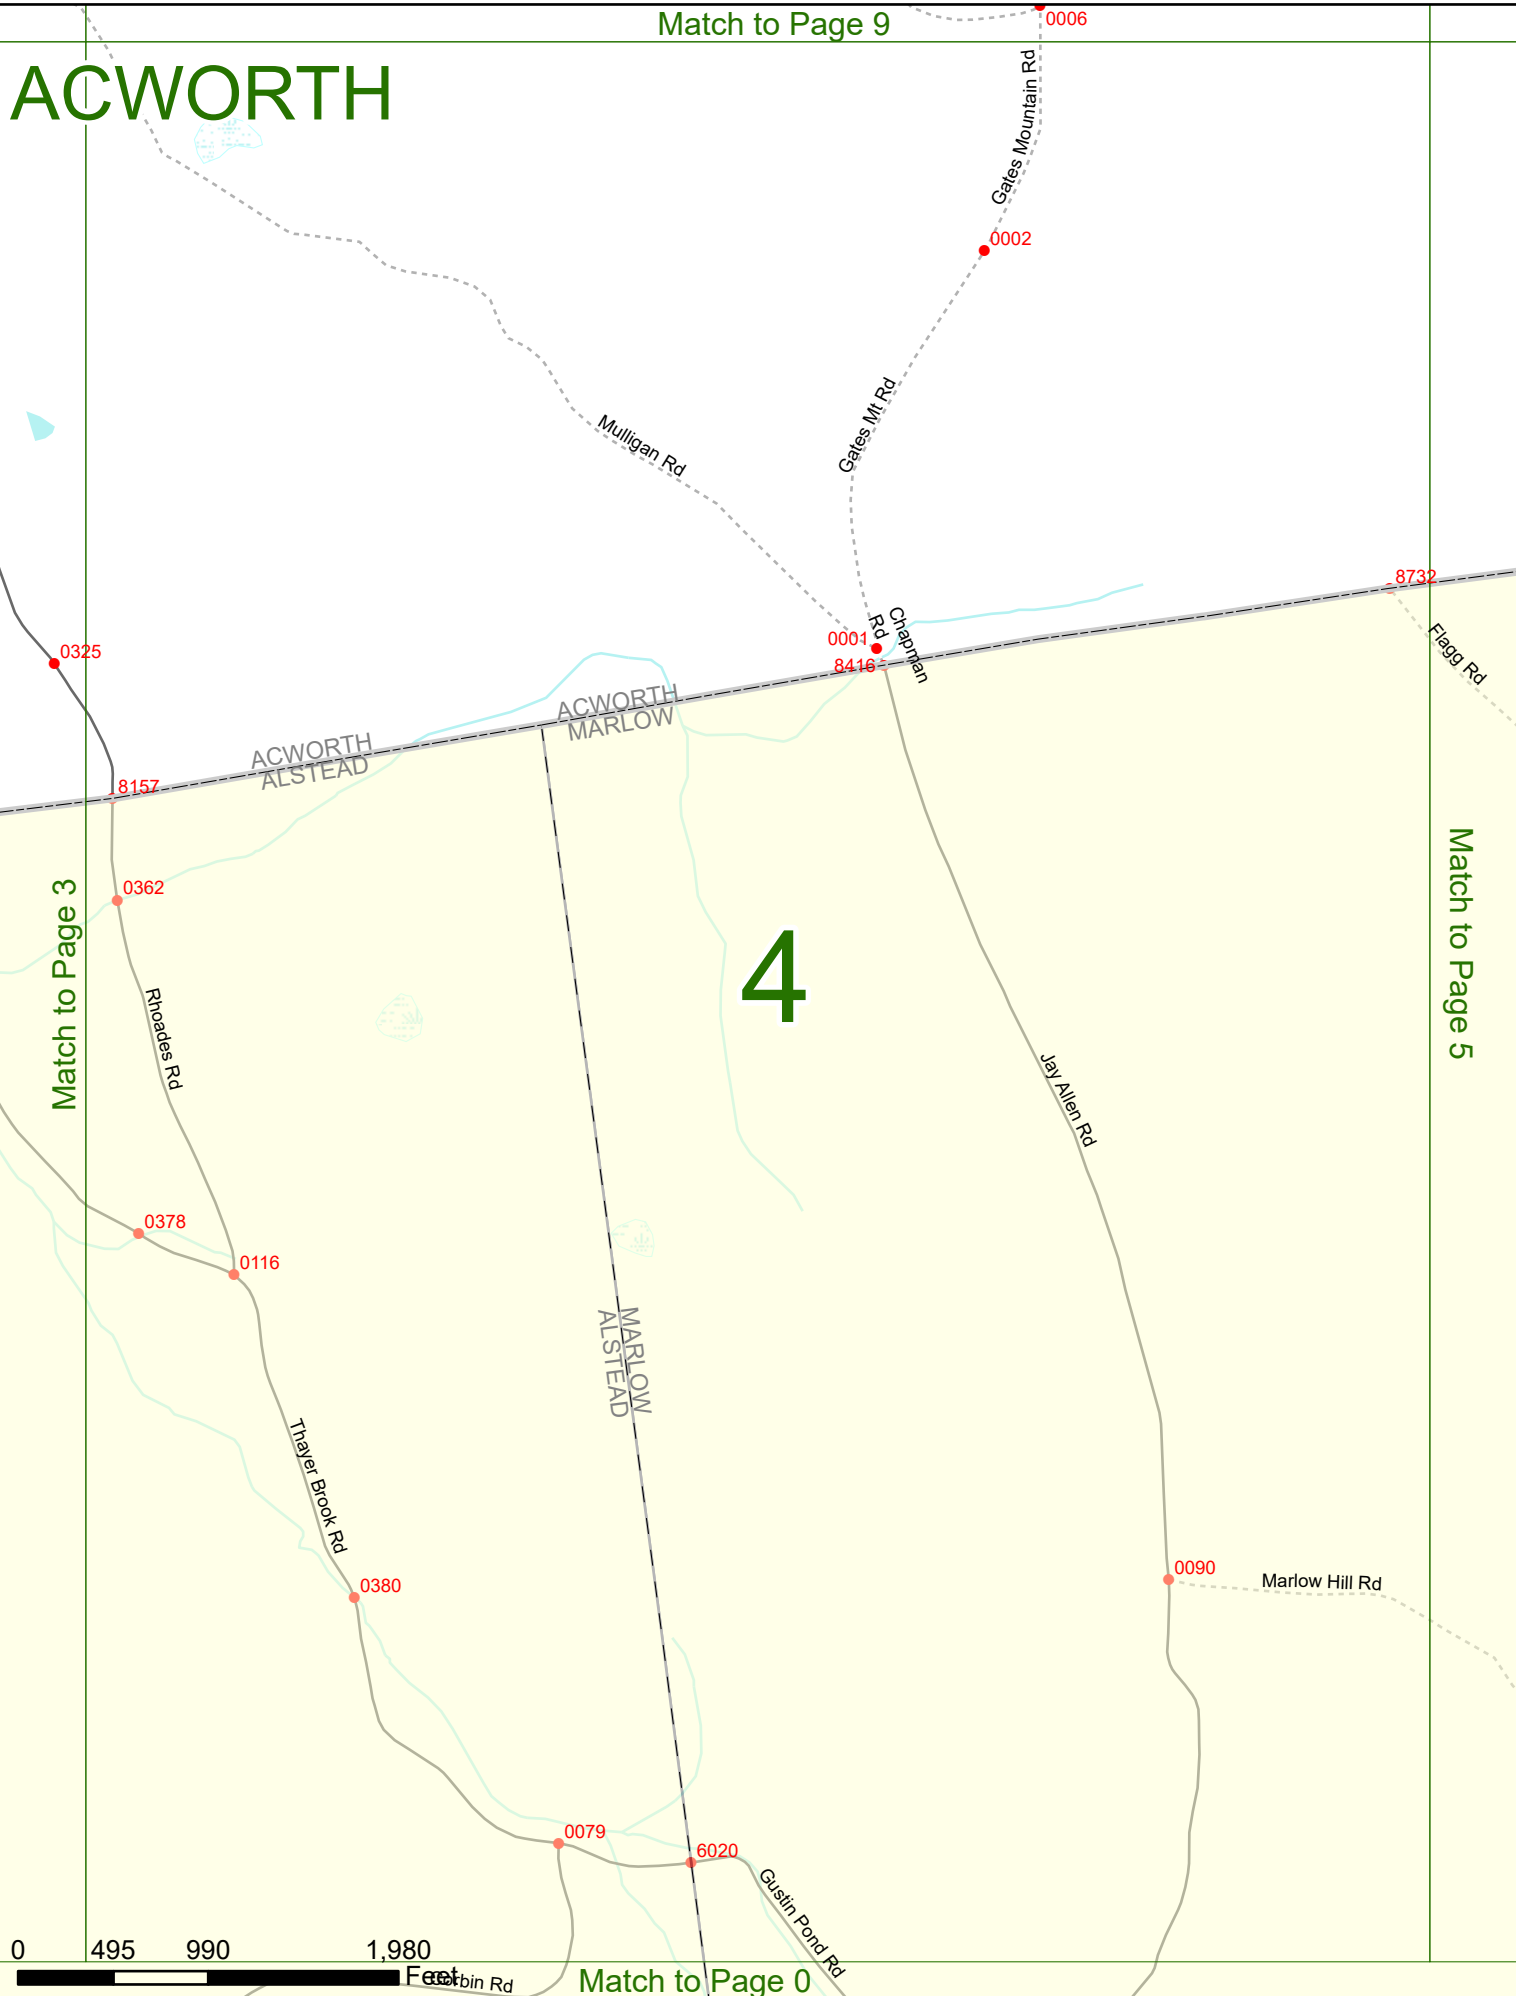 Match to Page 9
0006
ACWORTH
Gates Mountain Rd
0002
Gates Mt Rd
Mulligan Rd
8732
Flagg Rd
0001
Chapman
Rd
8416
0325
ACWORTH
MARLOW
ACWORTH
ALSTEAD
8157
0362
Match to Page 3
Match to Page 5
4
Rhoades Rd
Jay Allen Rd
0378
0116
MARLOW
ALSTEAD
Thayer Brook Rd
0380
0090
Marlow Hill Rd
0079
6020
Gustin Pond Rd
0 495 990 1,980
Feet
Corbin Rd
Match to Page 0